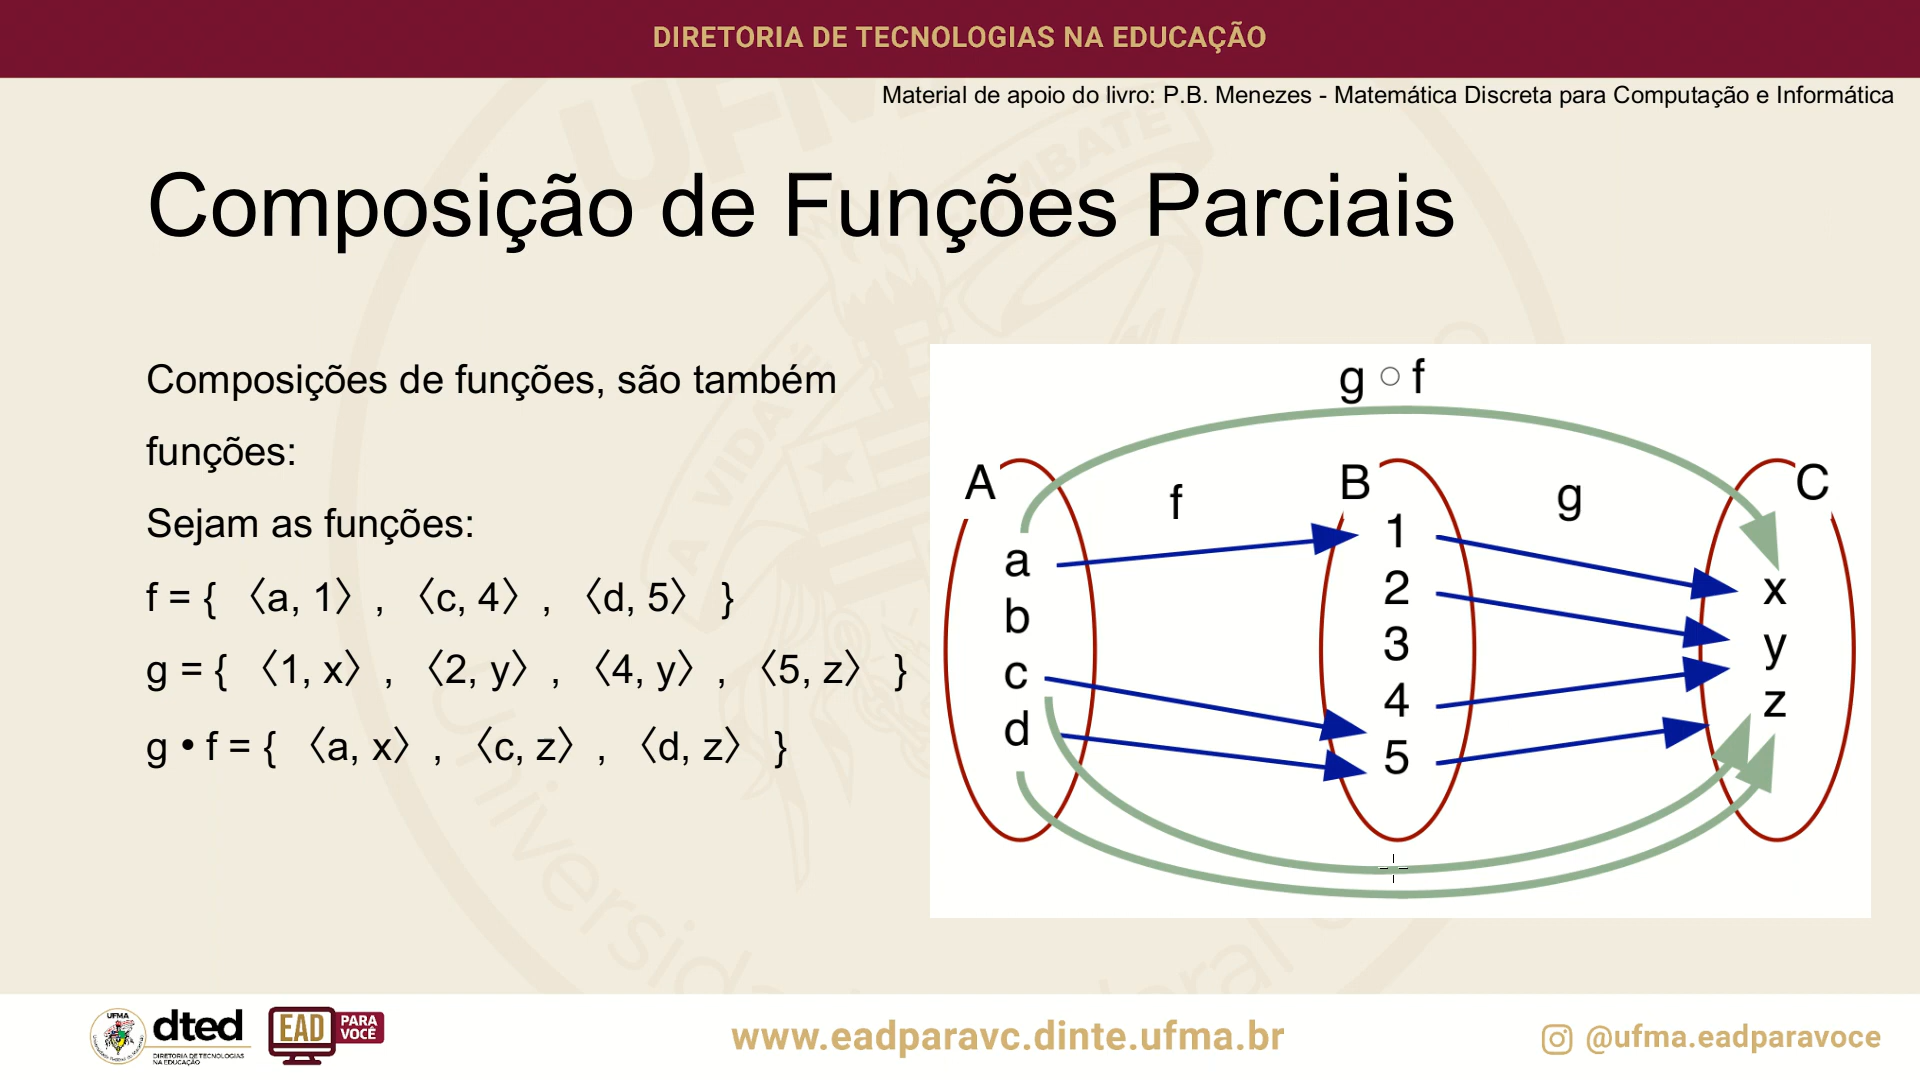 DIRETORIA DE TECNOLOGIAS NA EDUCAÇÃO
Material de apoio do livro: P.B. Menezes - Matemática Discreta para Computação e Informática
Composição de Funções Parciais
Composições de funções, são também
funções:
Sejam as funções:
f = { 〈a, 1〉, 〈c, 4〉, 〈d, 5〉 }
g = { 〈1, x〉, 〈2, y〉, 〈4, y〉, 〈5, z〉 }
g • f = { 〈a, x〉, 〈c, z〉, 〈d, z〉 }
g ○ f
A
f
B
g
C
a
b
c
d
1
2
3
4
5
x
y
z
UFMA
dted
DIRETORIA DE TECNOLOGIAS
NA EDUCAÇÃO
EAD
PARA
VOCÊ
www.eadparavc.dinte.ufma.br
@ufma.eadparavoce